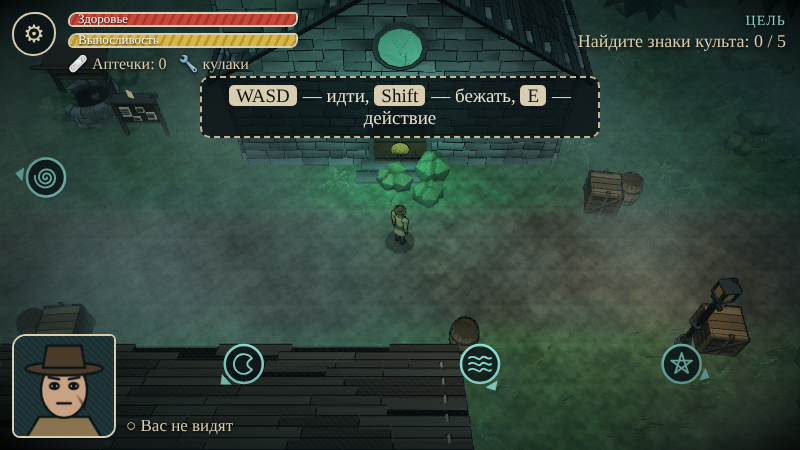 Здоровье
Выносливость
Аптечки: 0 кулаки
ЦЕЛЬ
Найдите знаки культа: 0 / 5
WASD — идти, Shift — бежать, E —
действие
Вас не видят